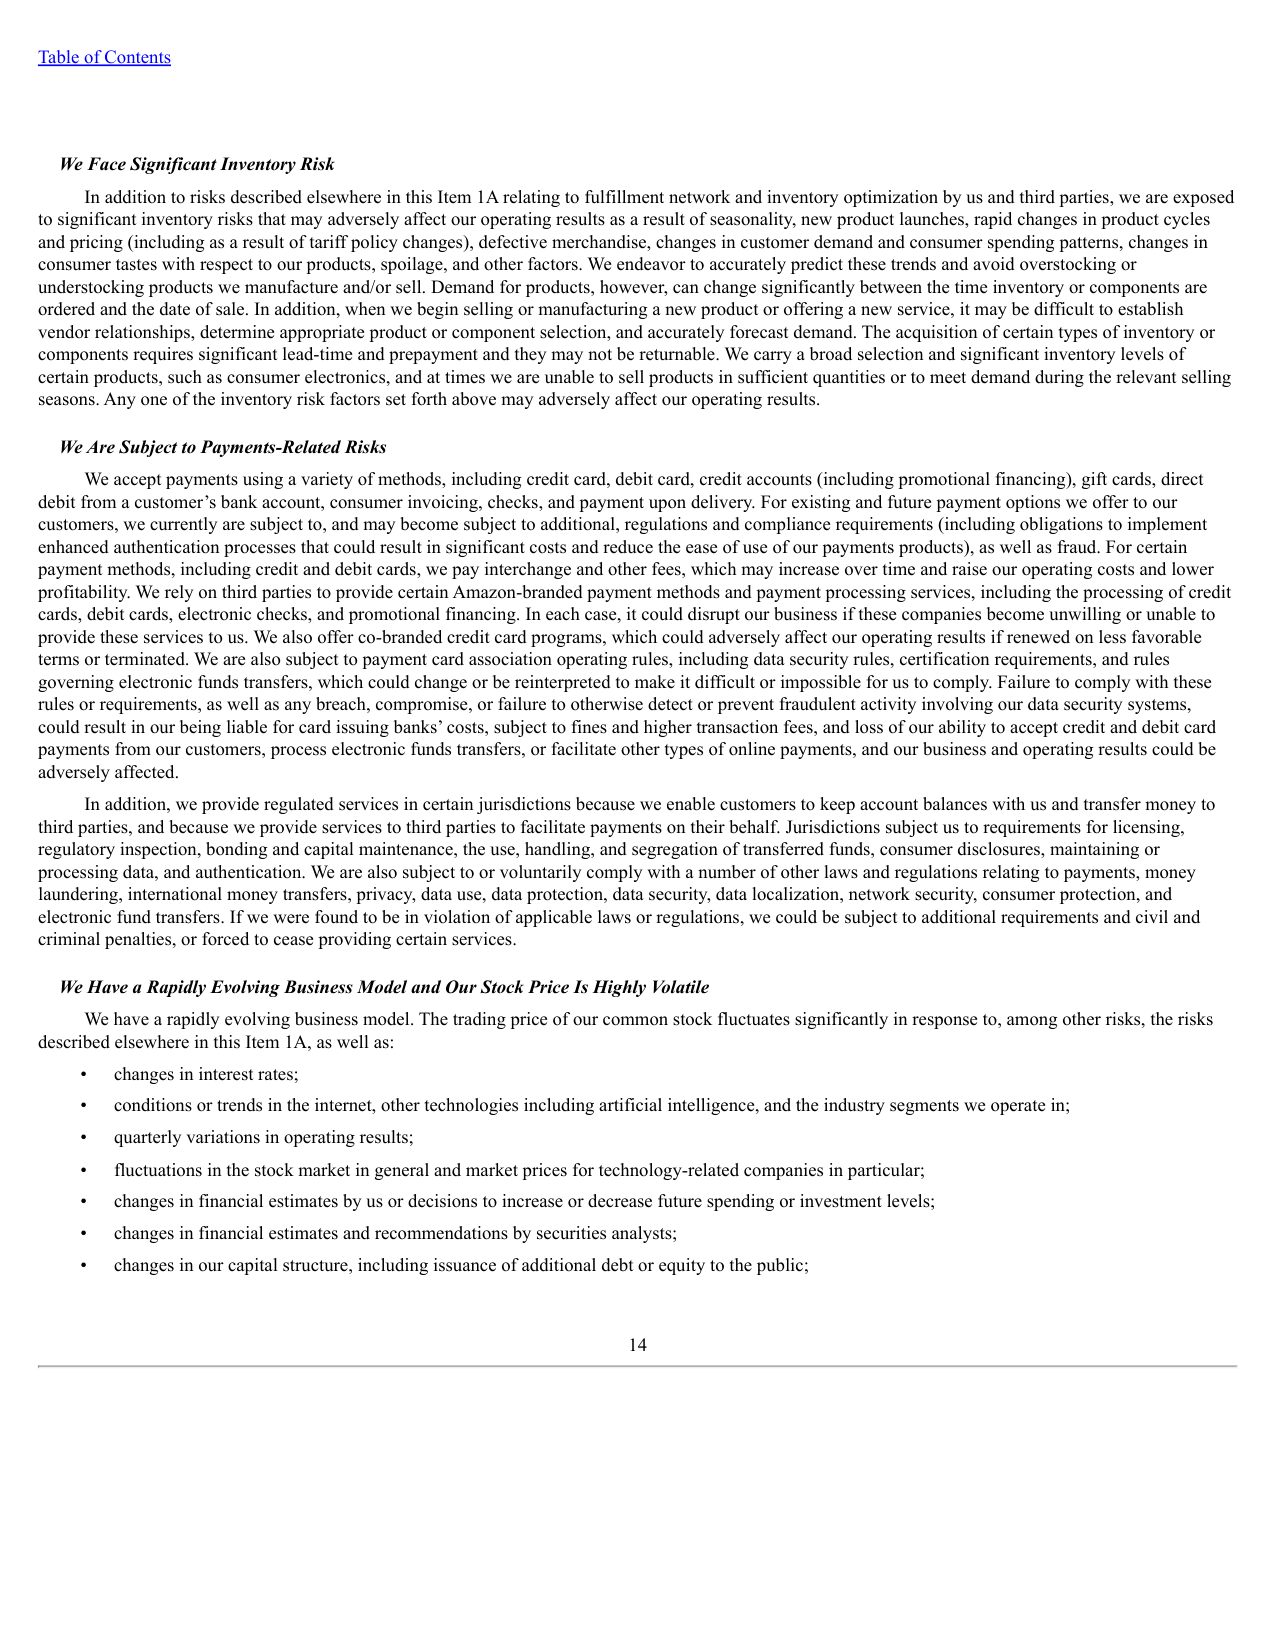 Table of Contents
We Face Significant Inventory Risk
In addition to risks described elsewhere in this Item 1A relating to fulfillment network and inventory optimization by us and third parties, we are exposed
to significant inventory risks that may adversely affect our operating results as a result of seasonality, new product launches, rapid changes in product cycles
and pricing (including as a result of tariff policy changes), defective merchandise, changes in customer demand and consumer spending patterns, changes in
consumer tastes with respect to our products, spoilage, and other factors. We endeavor to accurately predict these trends and avoid overstocking or
understocking products we manufacture and/or sell. Demand for products, however, can change significantly between the time inventory or components are
ordered and the date of sale. In addition, when we begin selling or manufacturing a new product or offering a new service, it may be difficult to establish
vendor relationships, determine appropriate product or component selection, and accurately forecast demand. The acquisition of certain types of inventory or
components requires significant lead-time and prepayment and they may not be returnable. We carry a broad selection and significant inventory levels of
certain products, such as consumer electronics, and at times we are unable to sell products in sufficient quantities or to meet demand during the relevant selling
seasons. Any one of the inventory risk factors set forth above may adversely affect our operating results.
We Are Subject to Payments-Related Risks
We accept payments using a variety of methods, including credit card, debit card, credit accounts (including promotional financing), gift cards, direct
debit from a customer’s bank account, consumer invoicing, checks, and payment upon delivery. For existing and future payment options we offer to our
customers, we currently are subject to, and may become subject to additional, regulations and compliance requirements (including obligations to implement
enhanced authentication processes that could result in significant costs and reduce the ease of use of our payments products), as well as fraud. For certain
payment methods, including credit and debit cards, we pay interchange and other fees, which may increase over time and raise our operating costs and lower
profitability. We rely on third parties to provide certain Amazon-branded payment methods and payment processing services, including the processing of credit
cards, debit cards, electronic checks, and promotional financing. In each case, it could disrupt our business if these companies become unwilling or unable to
provide these services to us. We also offer co-branded credit card programs, which could adversely affect our operating results if renewed on less favorable
terms or terminated. We are also subject to payment card association operating rules, including data security rules, certification requirements, and rules
governing electronic funds transfers, which could change or be reinterpreted to make it difficult or impossible for us to comply. Failure to comply with these
rules or requirements, as well as any breach, compromise, or failure to otherwise detect or prevent fraudulent activity involving our data security systems,
could result in our being liable for card issuing banks’ costs, subject to fines and higher transaction fees, and loss of our ability to accept credit and debit card
payments from our customers, process electronic funds transfers, or facilitate other types of online payments, and our business and operating results could be
adversely affected.
In addition, we provide regulated services in certain jurisdictions because we enable customers to keep account balances with us and transfer money to
third parties, and because we provide services to third parties to facilitate payments on their behalf. Jurisdictions subject us to requirements for licensing,
regulatory inspection, bonding and capital maintenance, the use, handling, and segregation of transferred funds, consumer disclosures, maintaining or
processing data, and authentication. We are also subject to or voluntarily comply with a number of other laws and regulations relating to payments, money
laundering, international money transfers, privacy, data use, data protection, data security, data localization, network security, consumer protection, and
electronic fund transfers. If we were found to be in violation of applicable laws or regulations, we could be subject to additional requirements and civil and
criminal penalties, or forced to cease providing certain services.
We Have a Rapidly Evolving Business Model and Our Stock Price Is Highly Volatile
We have a rapidly evolving business model. The trading price of our common stock fluctuates significantly in response to, among other risks, the risks
described elsewhere in this Item 1A, as well as:
• changes in interest rates;
• conditions or trends in the internet, other technologies including artificial intelligence, and the industry segments we operate in;
• quarterly variations in operating results;
• fluctuations in the stock market in general and market prices for technology-related companies in particular;
• changes in financial estimates by us or decisions to increase or decrease future spending or investment levels;
• changes in financial estimates and recommendations by securities analysts;
• changes in our capital structure, including issuance of additional debt or equity to the public;
14